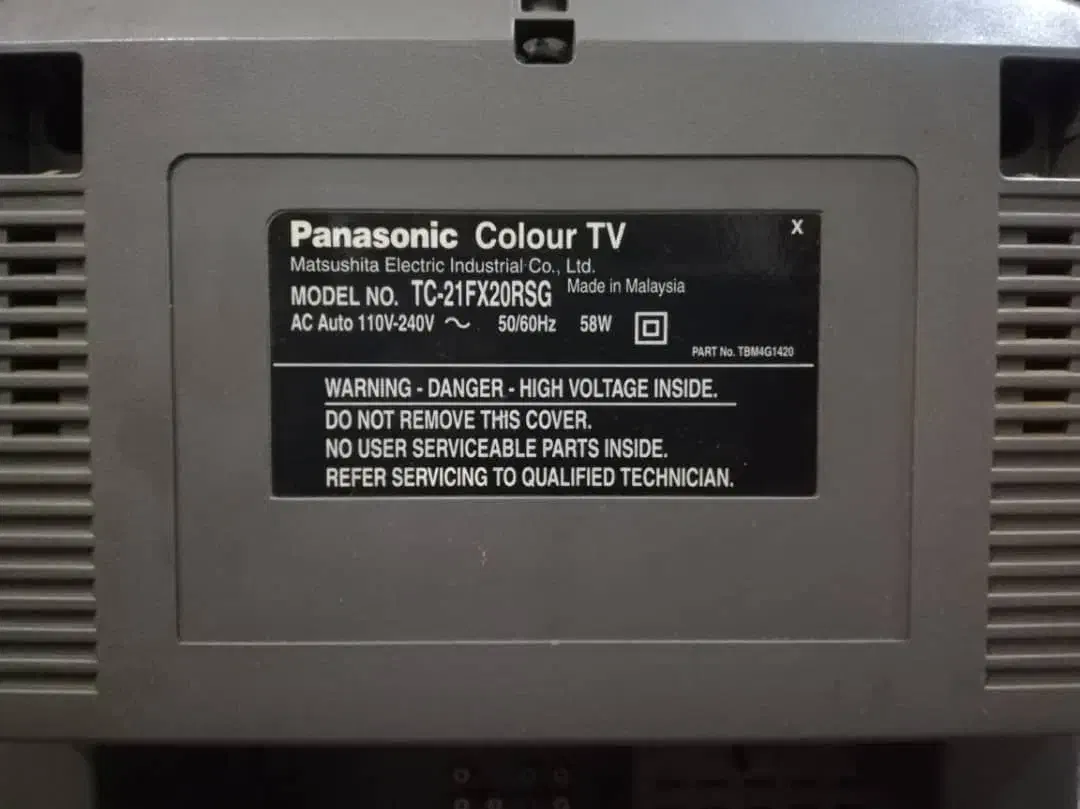 Panasonic Colour TV X
Matsushita Electric Industrial Co., Ltd.
MODEL NO. TC-21FX20RSG Made in Malaysia
AC Auto 110V-240V ~ 50/60Hz 58W
PART No. TBM4G1420
WARNING - DANGER - HIGH VOLTAGE INSIDE.
DO NOT REMOVE THIS COVER.
NO USER SERVICEABLE PARTS INSIDE.
REFER SERVICING TO QUALIFIED TECHNICIAN.